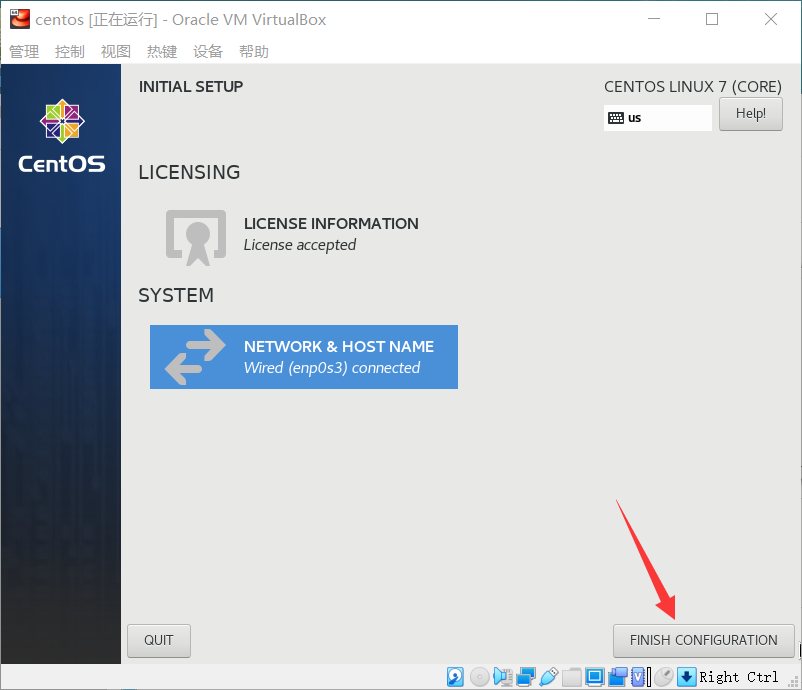 centos [正在运行] - Oracle VM VirtualBox
管理 控制 视图 热键 设备 帮助
INITIAL SETUP
CENTOS LINUX 7 (CORE)
us
Help!
CentOS
LICENSING
LICENSE INFORMATION
License accepted
SYSTEM
NETWORK & HOST NAME
Wired (enp0s3) connected
QUIT
FINISH CONFIGURATION
Right Ctrl